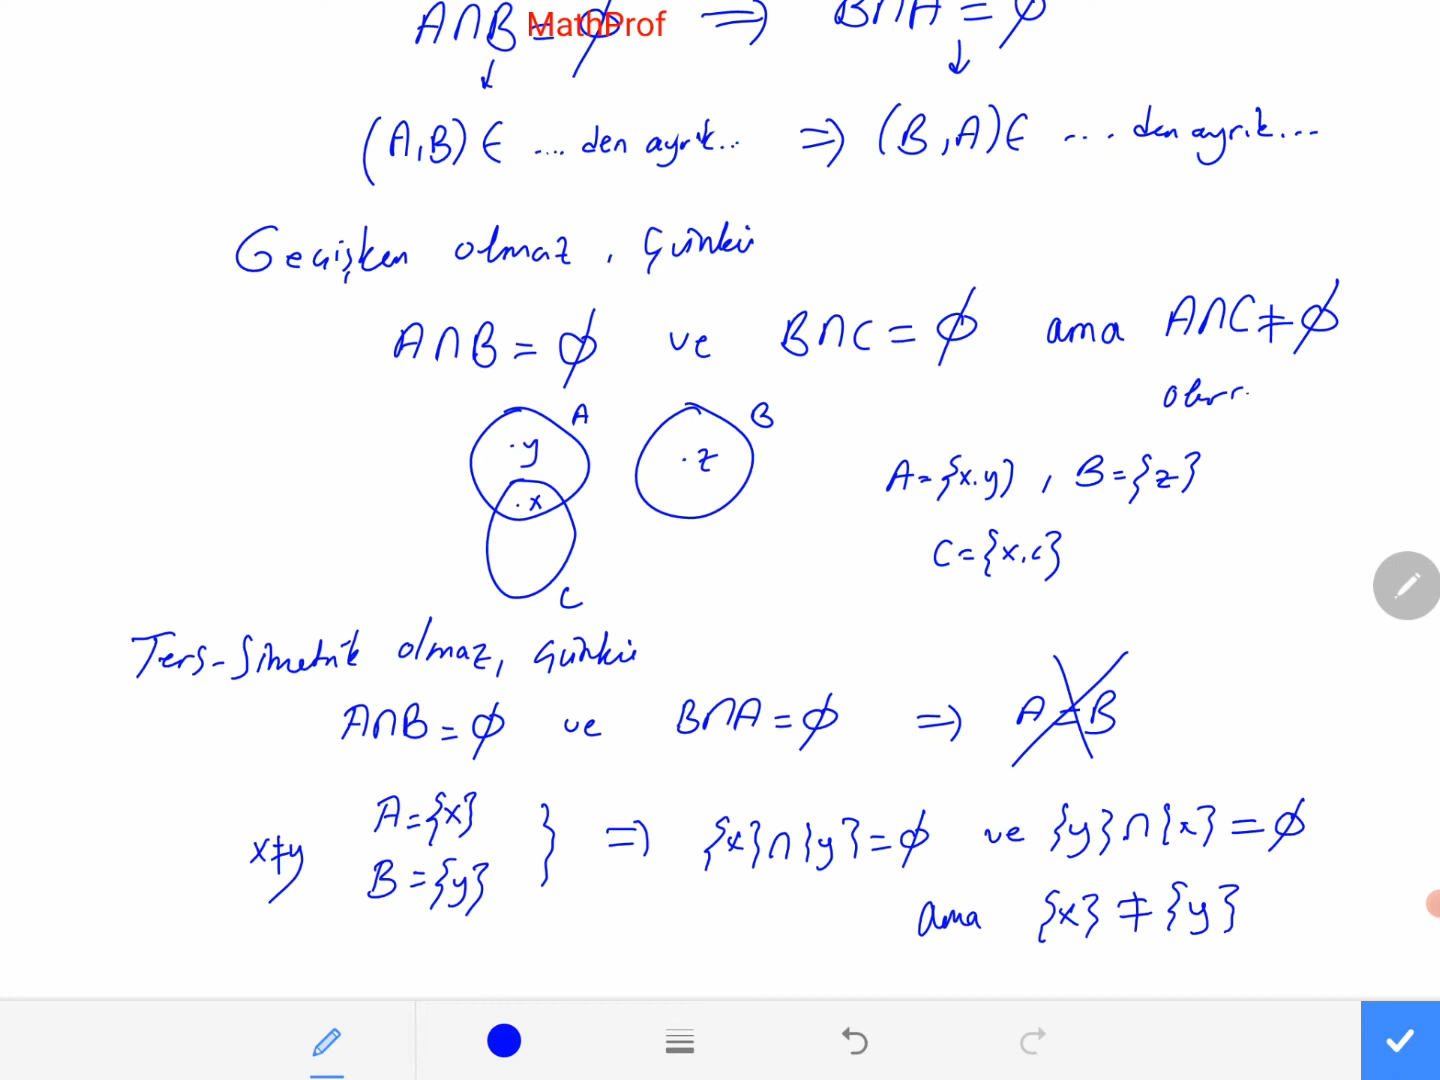 A∩B = ∅ ⇒ B∩A = ∅
MathProf
(A,B) ∈ .... den ayrık... ⇒ (B,A) ∈ .... den ayrık...
Geçişken olmaz, çünkü
A∩B = ∅ ve B∩C = ∅ ama A∩C ≠ ∅
olur.
A B
y z
x
C
A={x.y}, B={z}
C={x.c}
Ters-Simetrik olmaz, çünkü
A∩B = ∅ ve B∩A = ∅ ⇒ A=B
x≠y A={x} B={y} } ⇒ {x}∩{y}=∅ ve {y}∩{x}=∅
ama {x} ≠ {y}